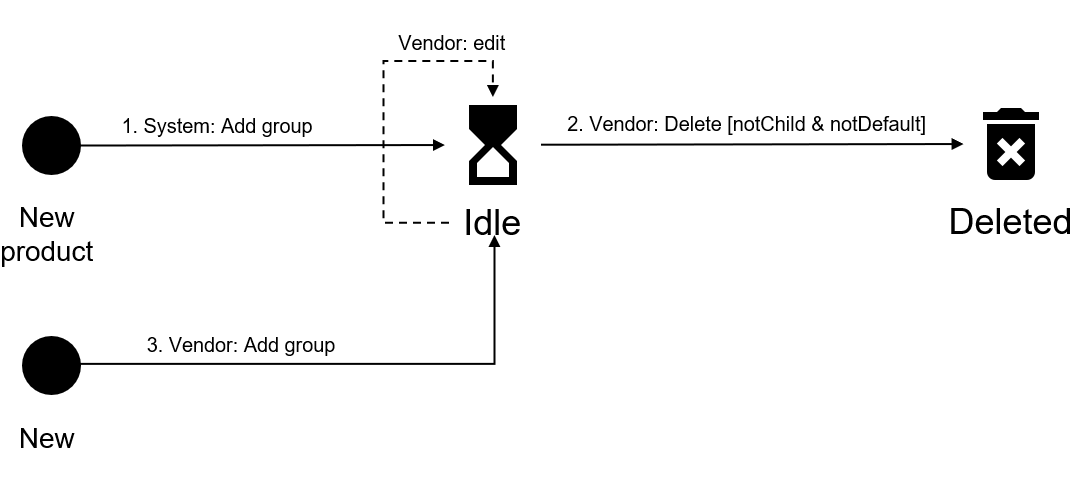 Vendor: edit
1. System: Add group
2. Vendor: Delete [notChild & notDefault]
New
product
Idle
Deleted
3. Vendor: Add group
New